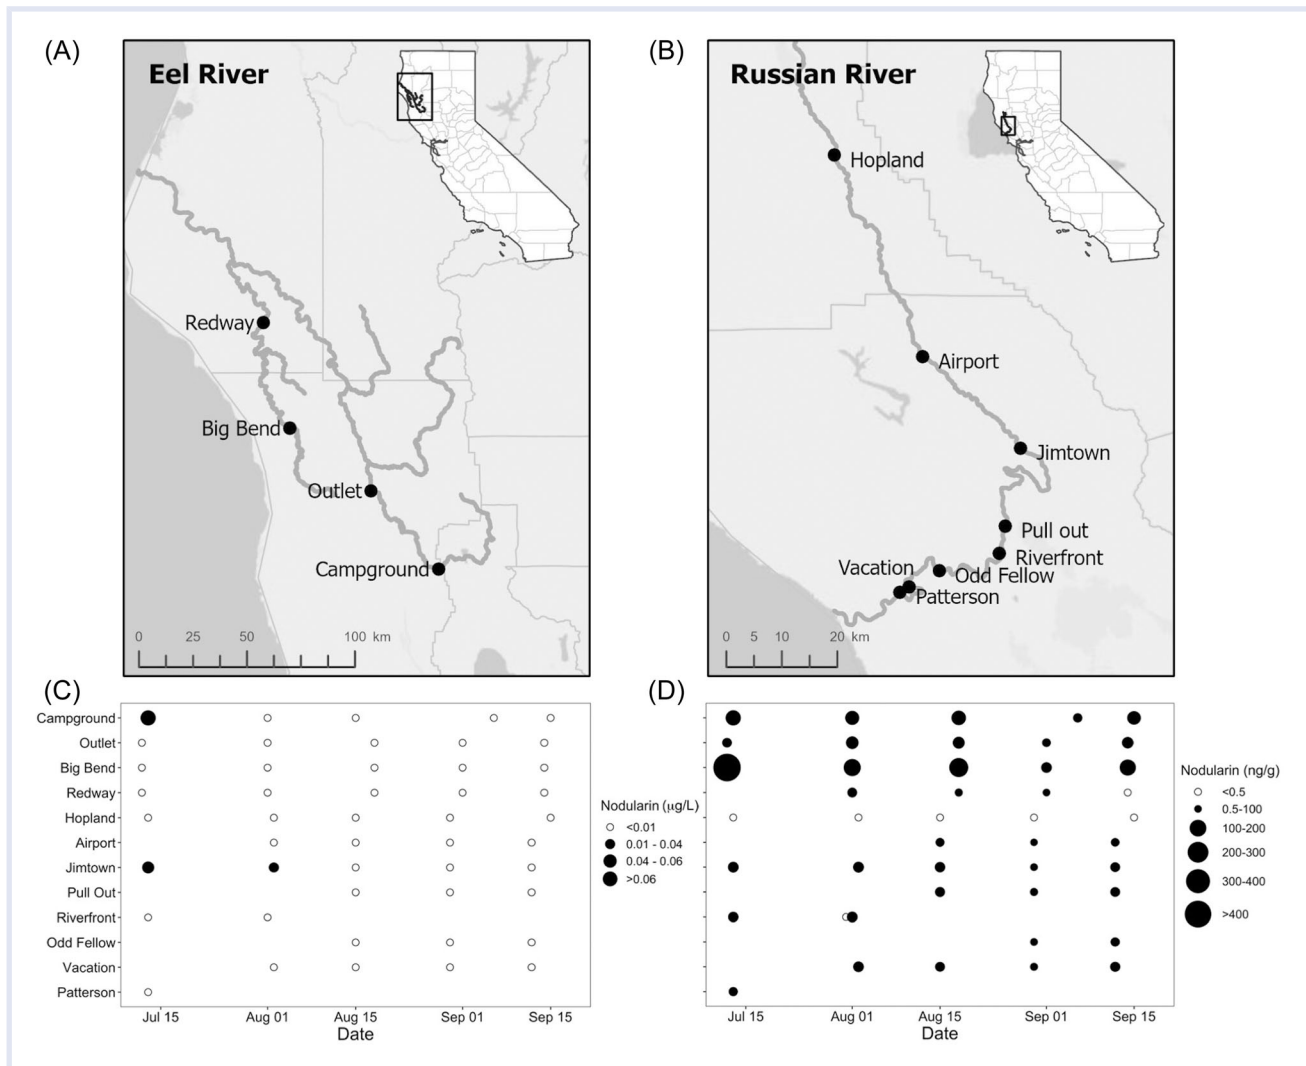 (A)
Eel River
Redway
Big Bend
Outlet
Campground
0 25 50 100 km
(B)
Russian River
Hopland
Airport
Jimtown
Pull out
Riverfront
Vacation
Odd Fellow
Patterson
0 5 10 20 km
(C)
Campground
Outlet
Big Bend
Redway
Hopland
Airport
Jimtown
Pull Out
Riverfront
Odd Fellow
Vacation
Patterson
Jul 15 Aug 01 Aug 15 Sep 01 Sep 15
Date
Nodularin (µg/L)
<0.01
0.01 - 0.04
0.04 - 0.06
>0.06
(D)
Jul 15 Aug 01 Aug 15 Sep 01 Sep 15
Date
Nodularin (ng/g)
<0.5
0.5-100
100-200
200-300
300-400
>400